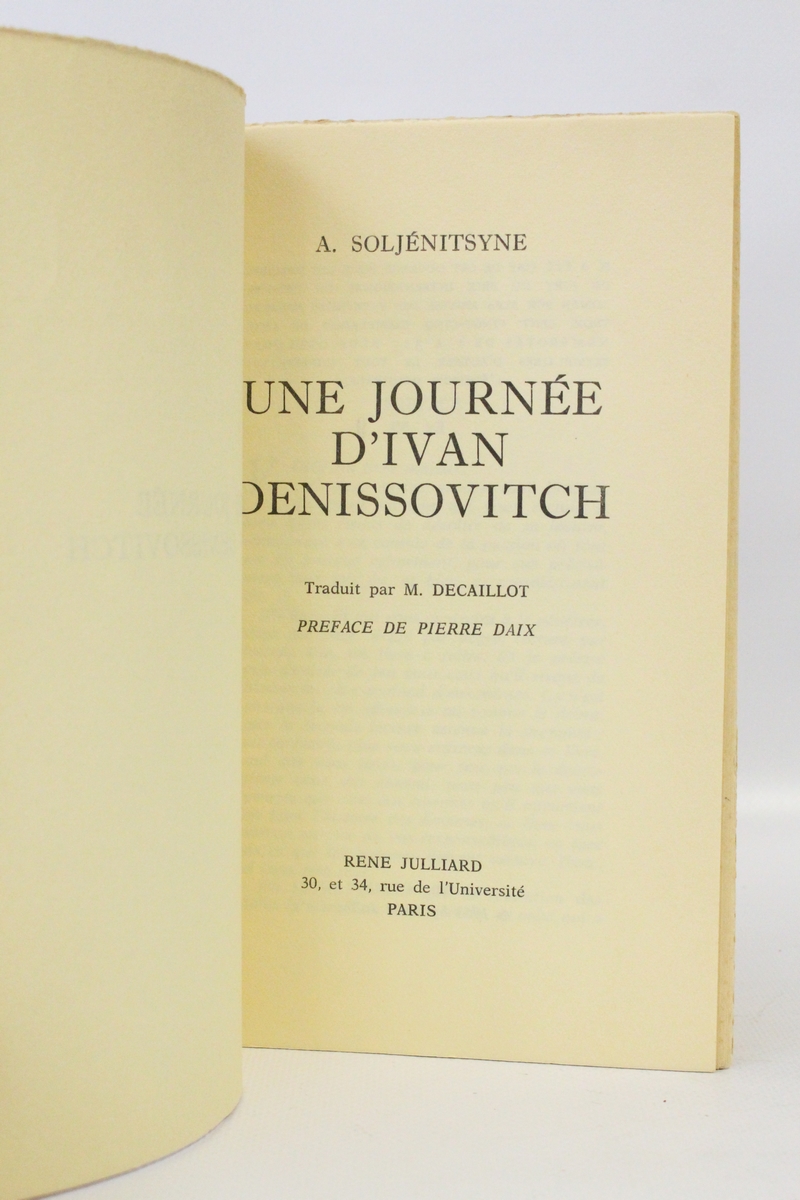 A. SOLJÉNITSYNE
UNE JOURNÉE
D'IVAN
DENISSOVITCH
Traduit par M. DECAILLOT
PREFACE DE PIERRE DAIX
RENE JULLIARD
30, et 34, rue de l'Université
PARIS